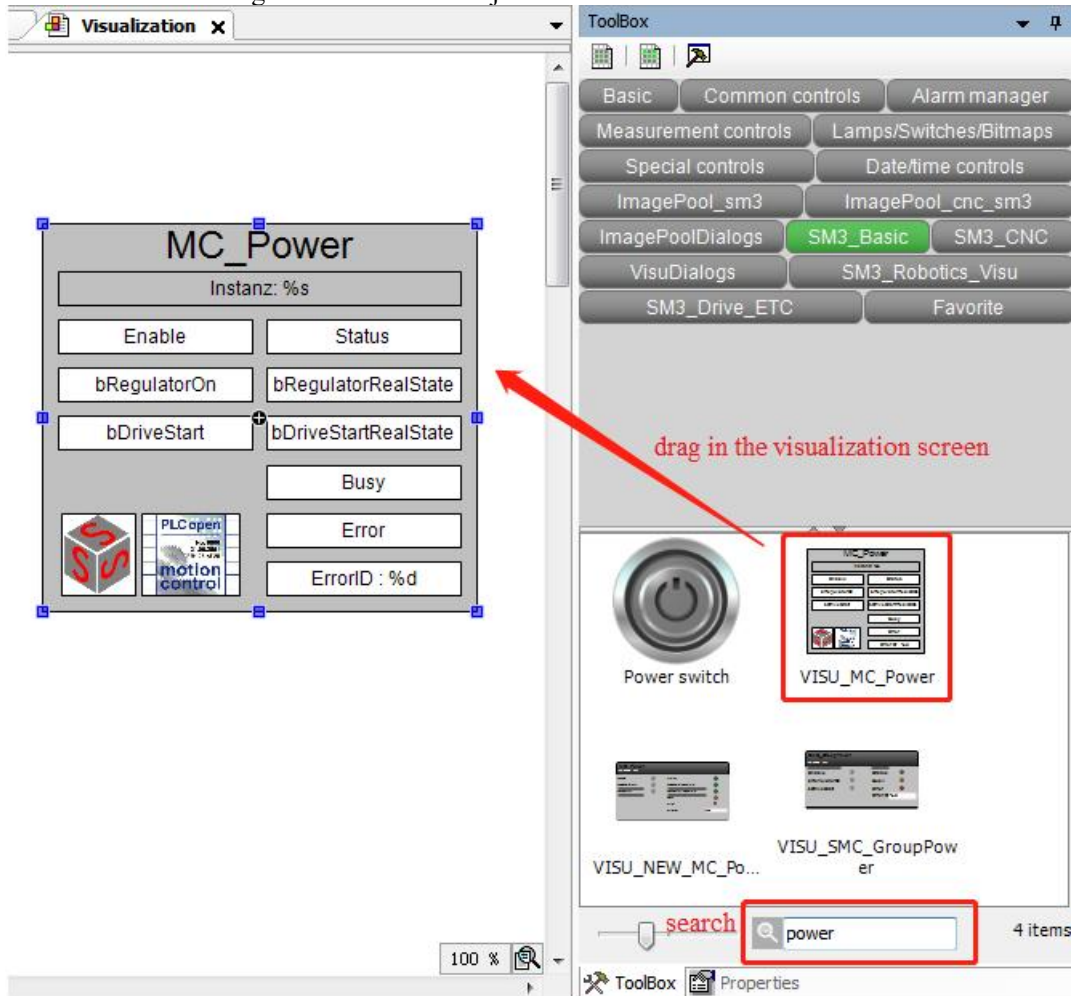 Visualization
ToolBox
Basic Common controls Alarm manager
Measurement controls Lamps/Switches/Bitmaps
Special controls Date/time controls
ImagePool_sm3 ImagePool_cnc_sm3
ImagePoolDialogs SM3_Basic SM3_CNC
VisuDialogs SM3_Robotics_Visu
SM3_Drive_ETC Favorite
MC_Power
Instanz: %s
Enable Status
bRegulatorOn bRegulatorRealState
bDriveStart bDriveStartRealState
Busy
Error
ErrorID : %d
PLCopen
motion
control
drag in the visualization screen
Power switch VISU_MC_Power
VISU_NEW_MC_Po...
VISU_SMC_GroupPow
er
search power 4 items
100 %
ToolBox Properties